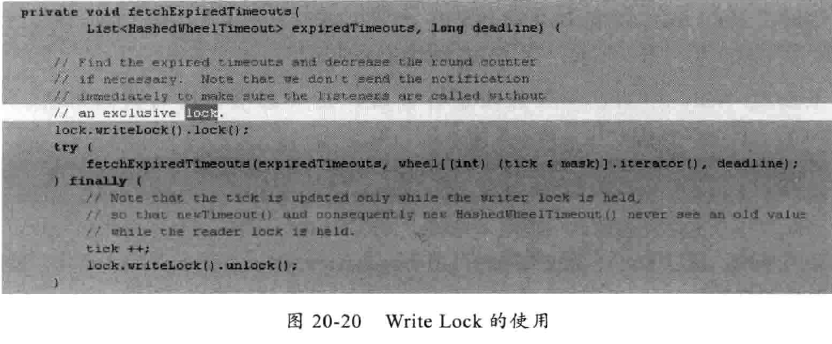 private void fetchExpiredTimeouts(
List<HashedWheelTimeout> expiredTimeouts, long deadline) {
// Find the expired timeouts and decrease the round counter
// if necessary. Note that we don't send the notification
// immediately to make sure the listeners are called without
// an exclusive lock.
lock.writeLock().lock();
try {
fetchExpiredTimeouts(expiredTimeouts, wheel[(int) (tick & mask)].iterator(), deadline);
} finally {
// Note that the tick is updated only while the writer lock is held,
// so that newTimeout() and consequently new HashedWheelTimeout() never see an old value
// while the reader lock is held.
tick ++;
lock.writeLock().unlock();
}
图 20-20 Write Lock 的使用